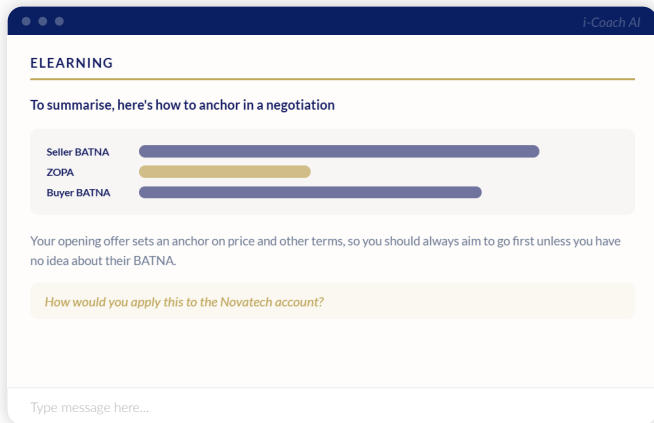 i-Coach AI
ELEARNING
To summarise, here's how to anchor in a negotiation
Seller BATNA
ZOPA
Buyer BATNA
Your opening offer sets an anchor on price and other terms, so you should always aim to go first unless you have
no idea about their BATNA.
How would you apply this to the Novatech account?
Type message here...